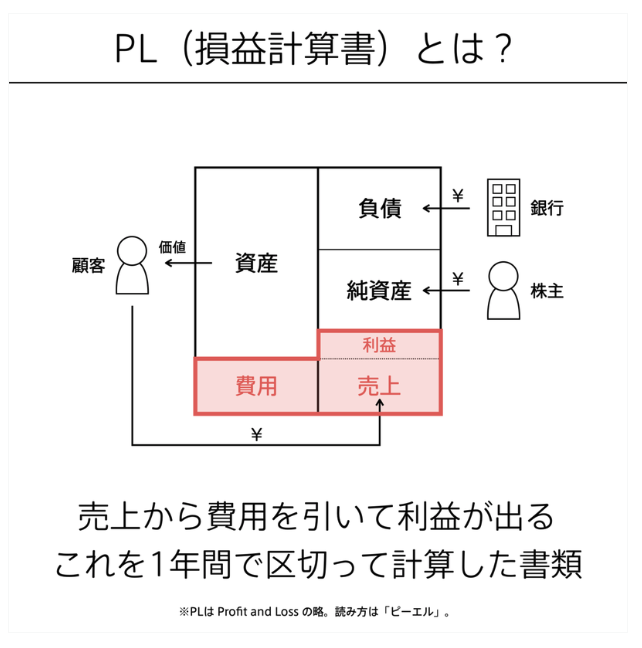 PL（損益計算書）とは？
負債
¥
銀行
価値
顧客
資産
純資産
¥
株主
利益
費用
売上
¥
売上から費用を引いて利益が出る
これを1年間で区切って計算した書類
※PLは Profit and Loss の略。読み方は「ピーエル」。